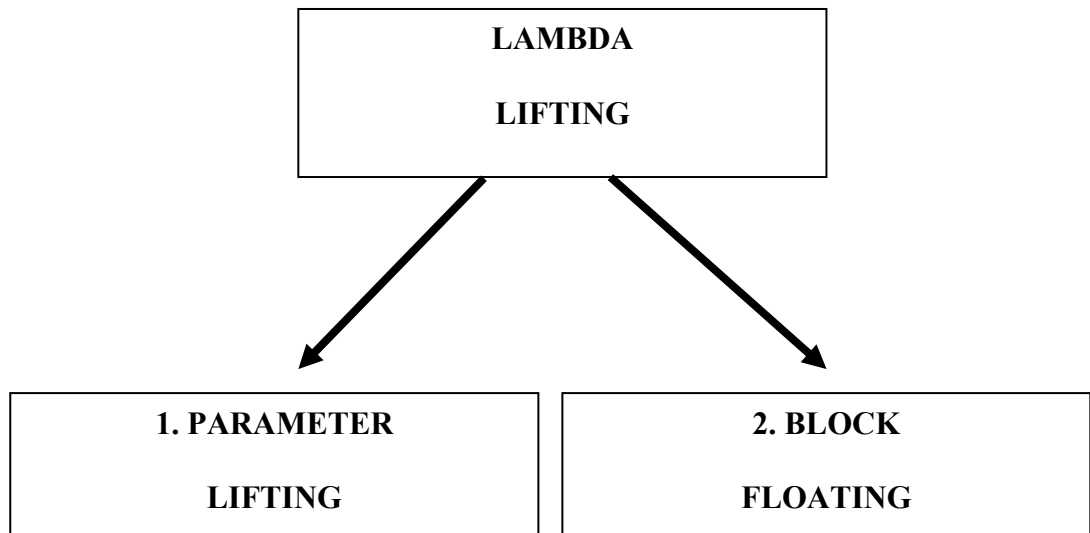 LAMBDA
LIFTING
1. PARAMETER
LIFTING
2. BLOCK
FLOATING